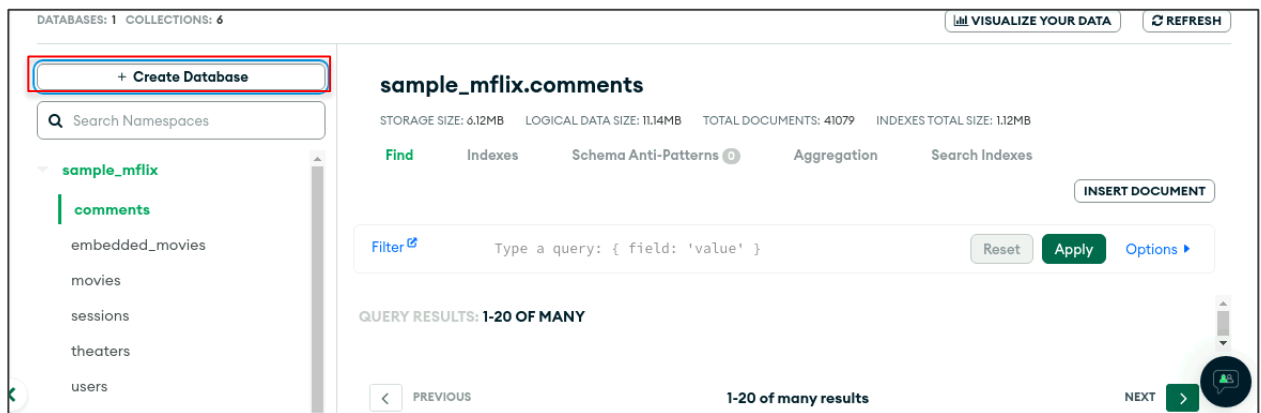 DATABASES: 1 COLLECTIONS: 6
VISUALIZE YOUR DATA
REFRESH
+ Create Database
Search Namespaces
sample_mflix
comments
embedded_movies
movies
sessions
theaters
users
sample_mflix.comments
STORAGE SIZE: 6.12MB LOGICAL DATA SIZE: 11.14MB TOTAL DOCUMENTS: 41079 INDEXES TOTAL SIZE: 1.12MB
Find Indexes Schema Anti-Patterns 0 Aggregation Search Indexes
INSERT DOCUMENT
Filter Type a query: { field: 'value' } Reset Apply Options
QUERY RESULTS: 1-20 OF MANY
PREVIOUS 1-20 of many results NEXT